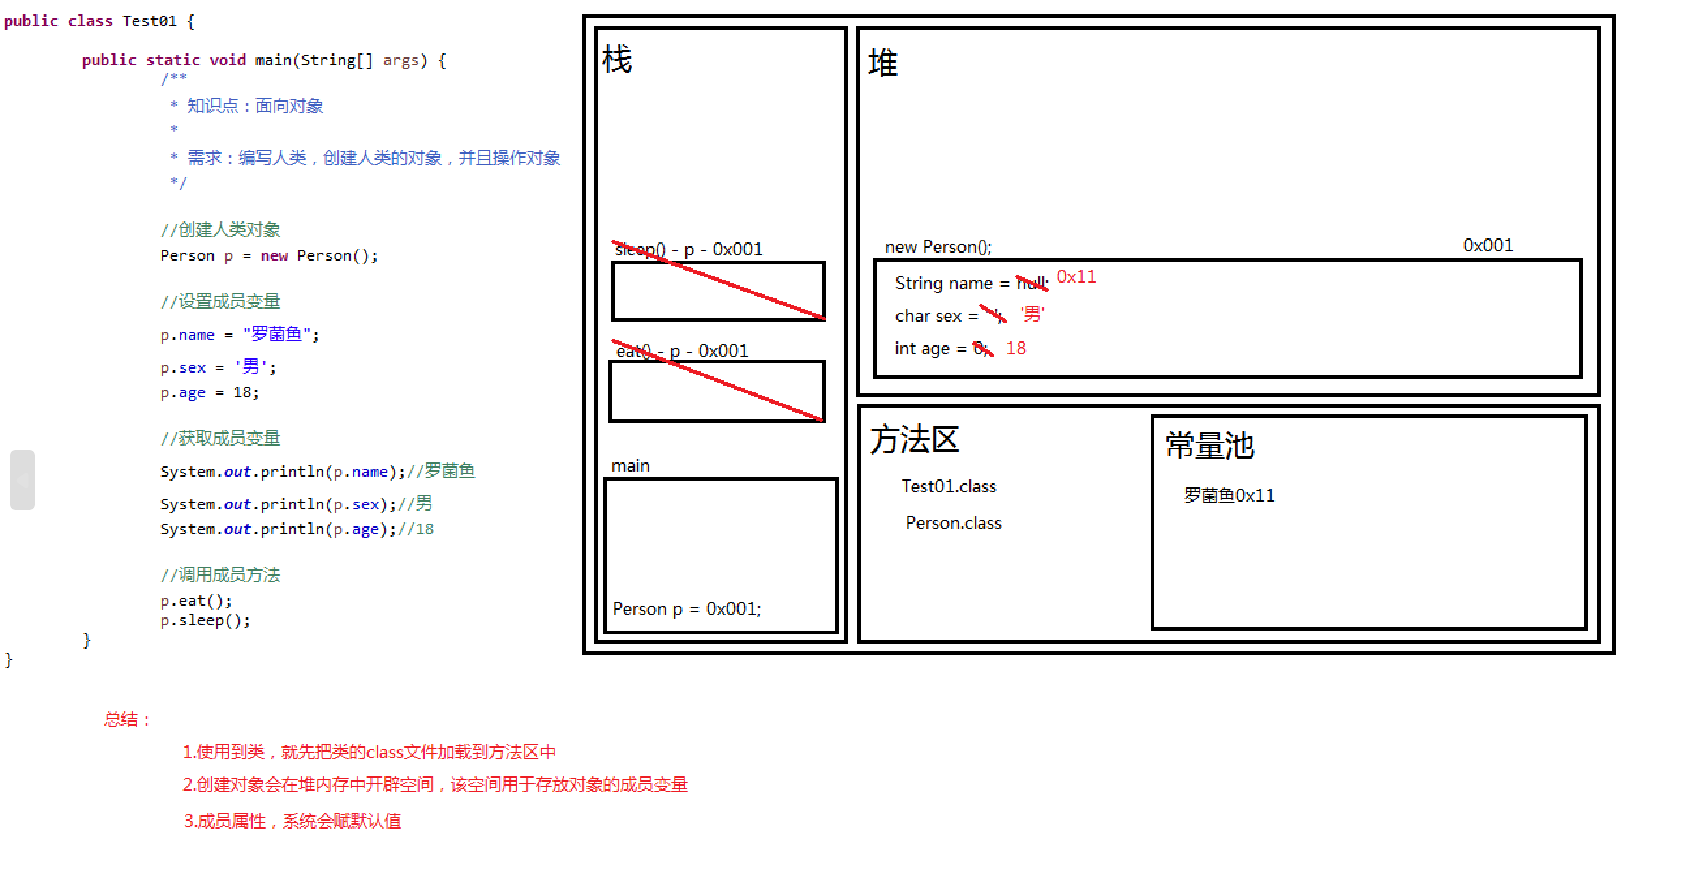 public class Test01 {
public static void main(String[] args) {
/**
* 知识点：面向对象
*
* 需求：编写人类，创建人类的对象，并且操作对象
*/
//创建人类对象
Person p = new Person();
//设置成员变量
p.name = "罗菌鱼";
p.sex = '男';
p.age = 18;
//获取成员变量
System.out.println(p.name);//罗菌鱼
System.out.println(p.sex);//男
System.out.println(p.age);//18
//调用成员方法
p.eat();
p.sleep();
}
}
栈
sleep() - p - 0x001
eat() - p - 0x001
main
Person p = 0x001;
堆
new Person(); 0x001
String name = null; 0x11
char sex = ' '; '男'
int age = 0; 18
方法区
Test01.class
Person.class
常量池
罗菌鱼0x11
总结：
1.使用到类，就先把类的class文件加载到方法区中
2.创建对象会在堆内存中开辟空间，该空间用于存放对象的成员变量
3.成员属性，系统会赋默认值